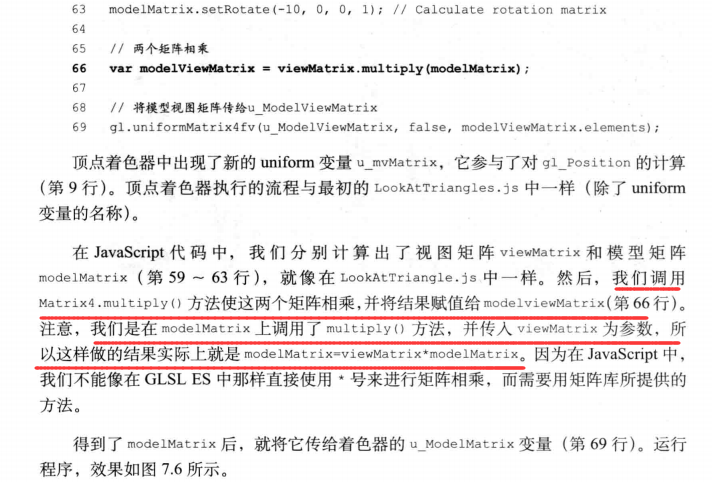 63 modelMatrix.setRotate(-10, 0, 0, 1); // Calculate rotation matrix
64
65 // 两个矩阵相乘
66 var modelViewMatrix = viewMatrix.multiply(modelMatrix);
67
68 // 将模型视图矩阵传给u_ModelViewMatrix
69 gl.uniformMatrix4fv(u_ModelViewMatrix, false, modelViewMatrix.elements);
顶点着色器中出现了新的 uniform 变量 u_mvMatrix，它参与了对 gl_Position 的计算
（第 9 行）。顶点着色器执行的流程与最初的 LookAtTriangles.js 中一样（除了 uniform
变量的名称）。
在 JavaScript 代码中，我们分别计算出了视图矩阵 viewMatrix 和模型矩阵
modelMatrix（第 59 ～ 63 行），就像在 LookAtTriangle.js 中一样。然后，我们调用
Matrix4.multiply() 方法使这两个矩阵相乘，并将结果赋值给 modelviewMatrix(第 66 行)。
注意，我们是在 modelMatrix 上调用了 multiply() 方法，并传入 viewMatrix 为参数，所
以这样做的结果实际上就是 modelMatrix=viewMatrix*modelMatrix。因为在 JavaScript 中，
我们不能像在 GLSL ES 中那样直接使用 * 号来进行矩阵相乘，而需要用矩阵库所提供的
方法。
得到了 modelMatrix 后，就将它传给着色器的 u_ModelMatrix 变量（第 69 行）。运行
程序，效果如图 7.6 所示。